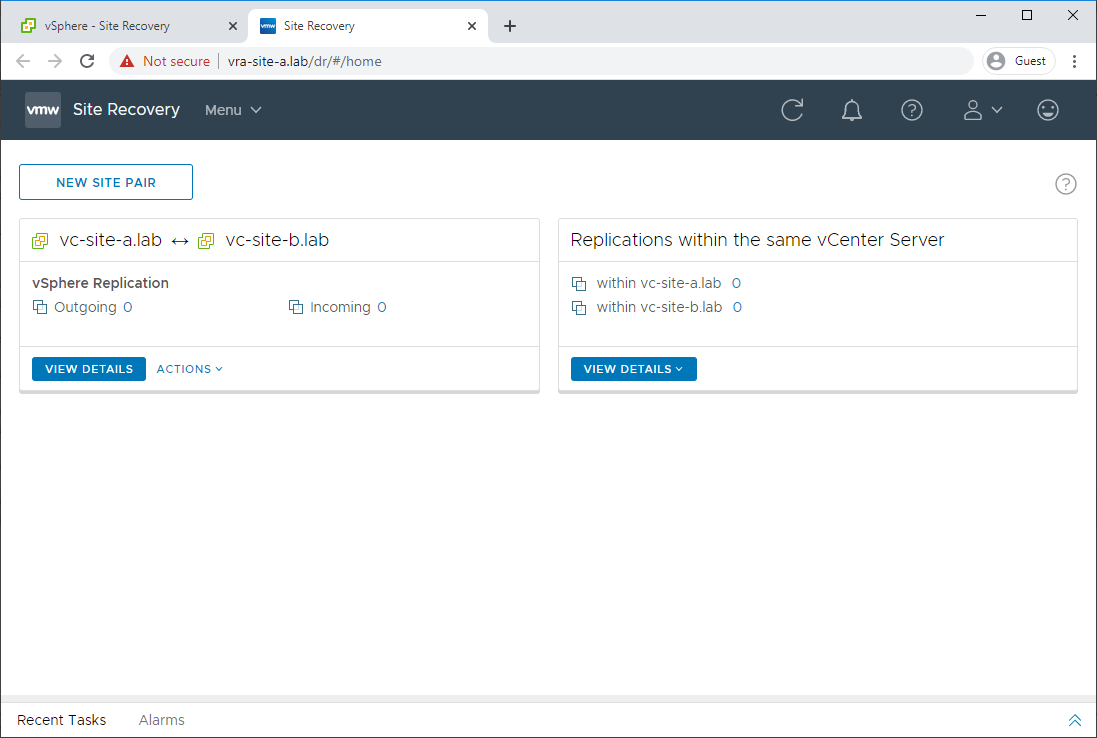 vSphere - Site Recovery
vmw Site Recovery
Not secure vra-site-a.lab/dr/#/home
Guest
vmw Site Recovery Menu
NEW SITE PAIR
vc-site-a.lab ↔ vc-site-b.lab
vSphere Replication
Outgoing 0 Incoming 0
VIEW DETAILS ACTIONS
Replications within the same vCenter Server
within vc-site-a.lab 0
within vc-site-b.lab 0
VIEW DETAILS
Recent Tasks Alarms